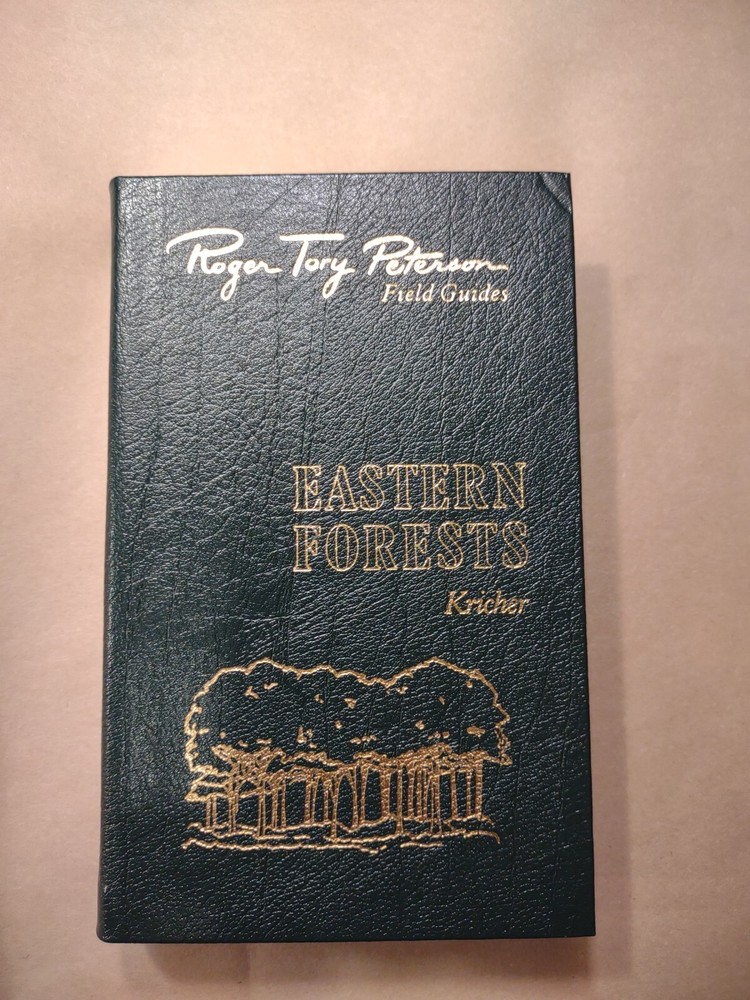 Roger Tory Peterson
Field Guides
EASTERN
FORESTS
Kricher